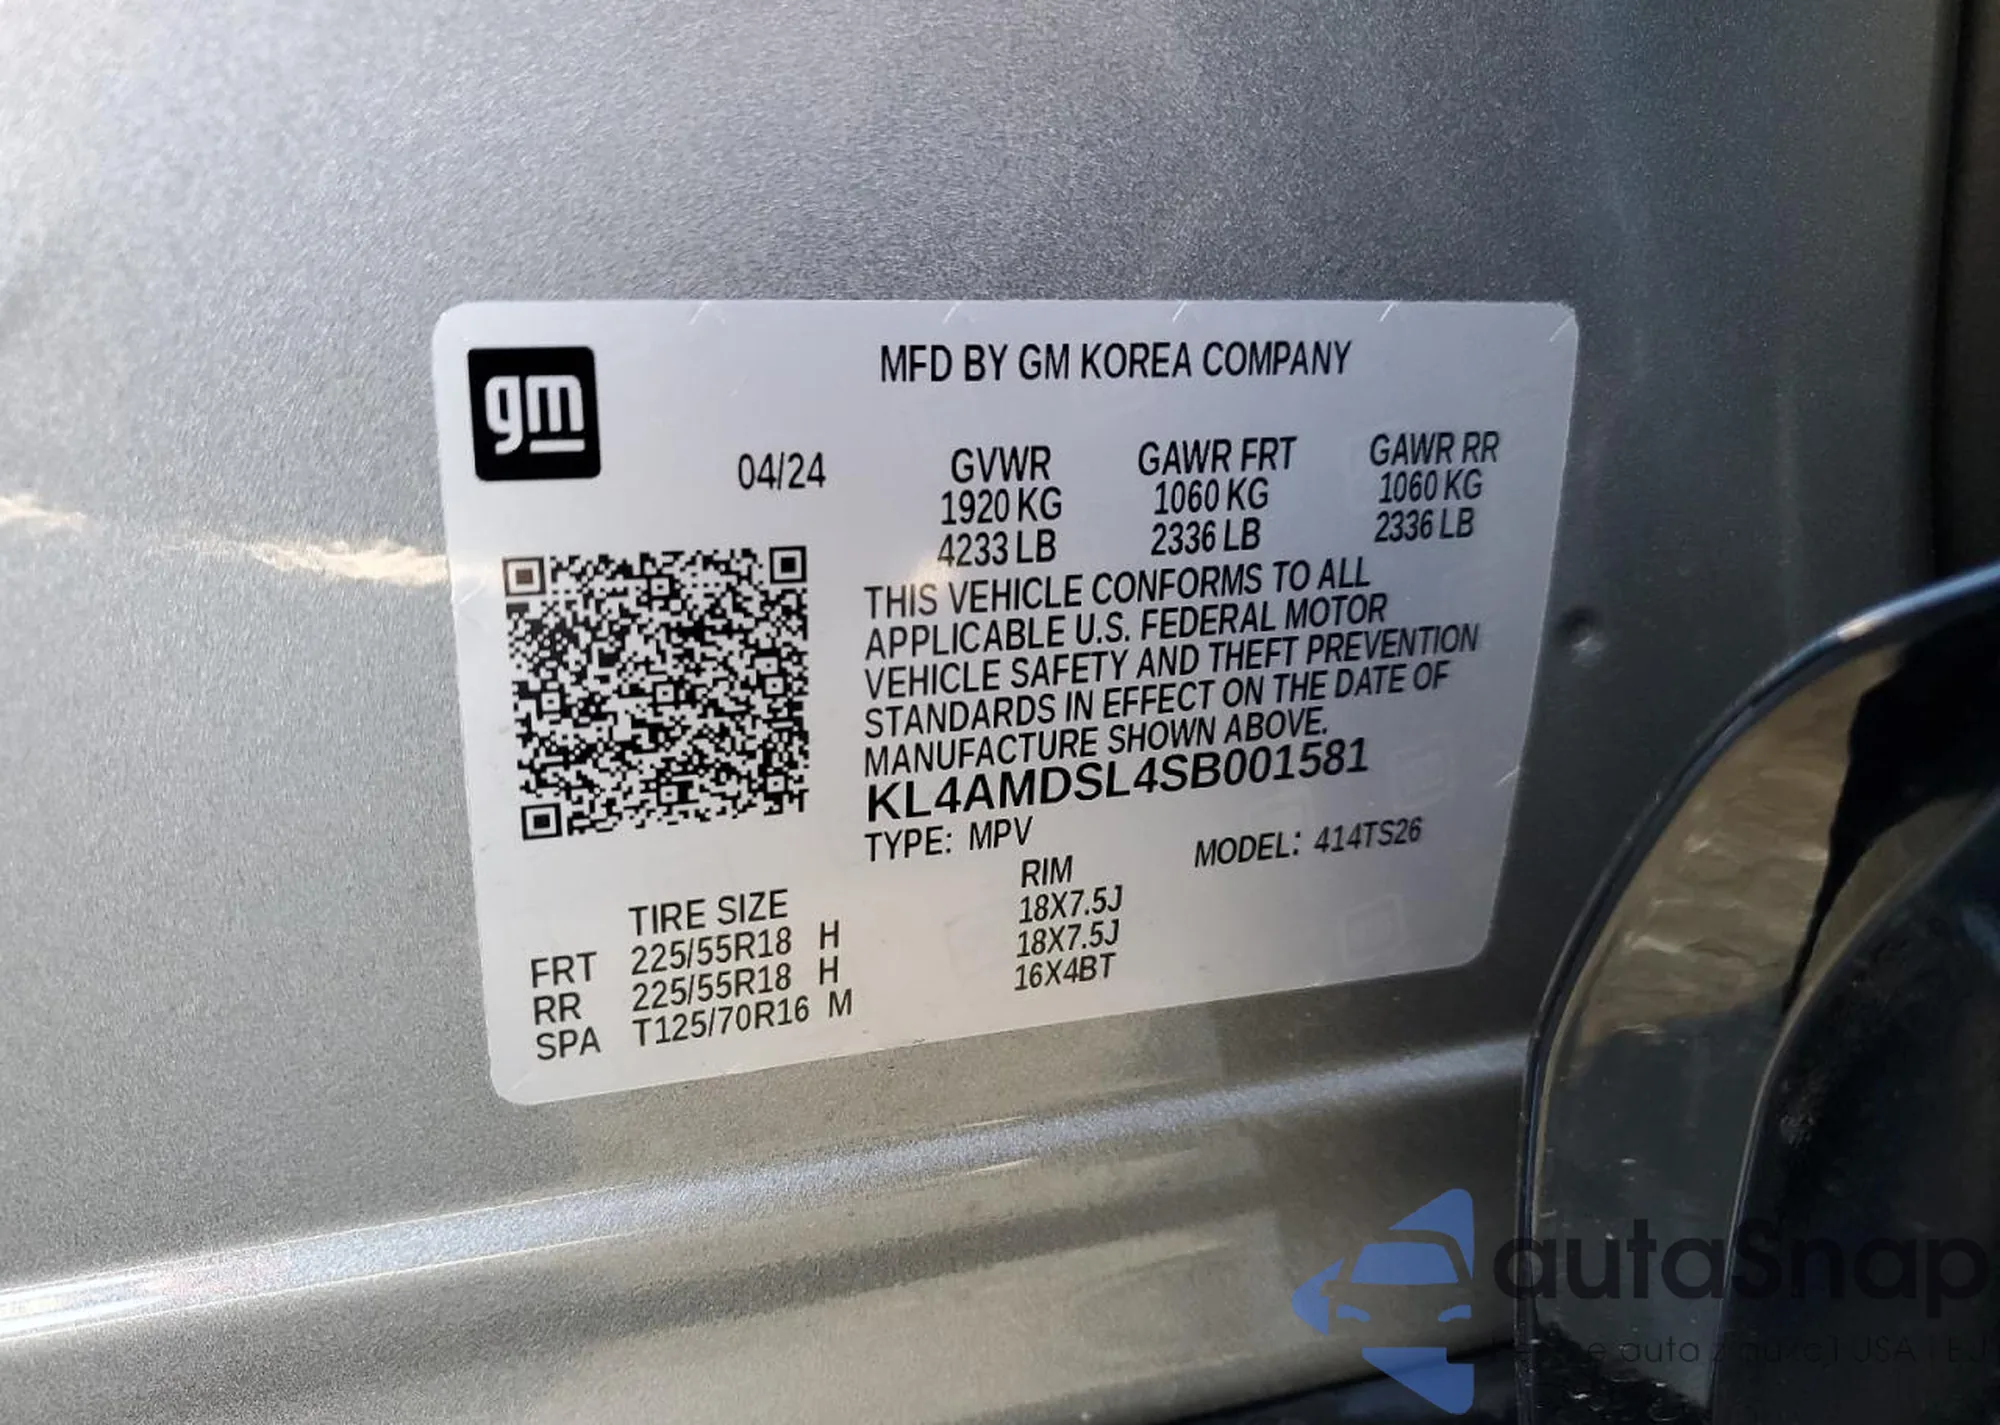 gm
MFD BY GM KOREA COMPANY
04/24
GVWR GAWR FRT GAWR RR
1920 KG 1060 KG 1060 KG
4233 LB 2336 LB 2336 LB
THIS VEHICLE CONFORMS TO ALL
APPLICABLE U.S. FEDERAL MOTOR
VEHICLE SAFETY AND THEFT PREVENTION
STANDARDS IN EFFECT ON THE DATE OF
MANUFACTURE SHOWN ABOVE.
KL4AMDSL4SB001581
TYPE: MPV MODEL: 414TS26
TIRE SIZE RIM
FRT 225/55R18 H 18X7.5J
RR 225/55R18 H 18X7.5J
SPA T125/70R16 M 16X4BT
autasnap
auta USA